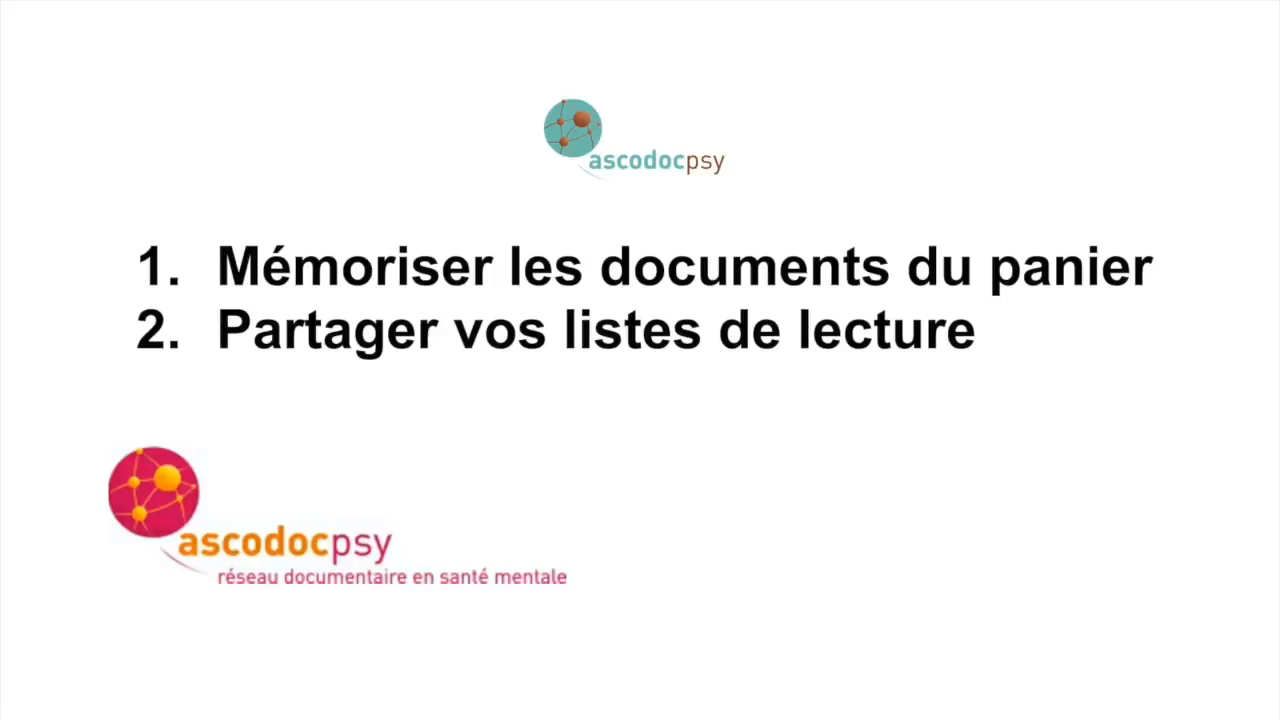 ascodocpsy
1. Mémoriser les documents du panier
2. Partager vos listes de lecture
ascodocpsy
réseau documentaire en santé mentale